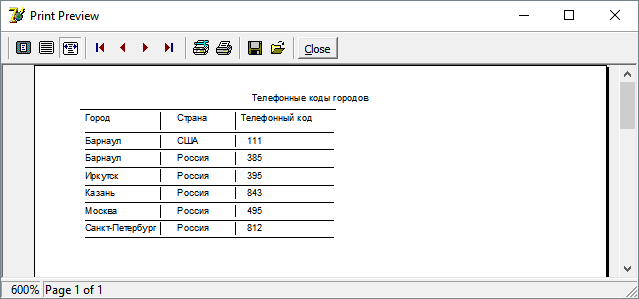 Print Preview
Close
Телефонные коды городов
Город Страна Телефонный код
Барнаул США 111
Барнаул Россия 385
Иркутск Россия 395
Казань Россия 843
Москва Россия 495
Санкт-Петербург Россия 812
600% Page 1 of 1